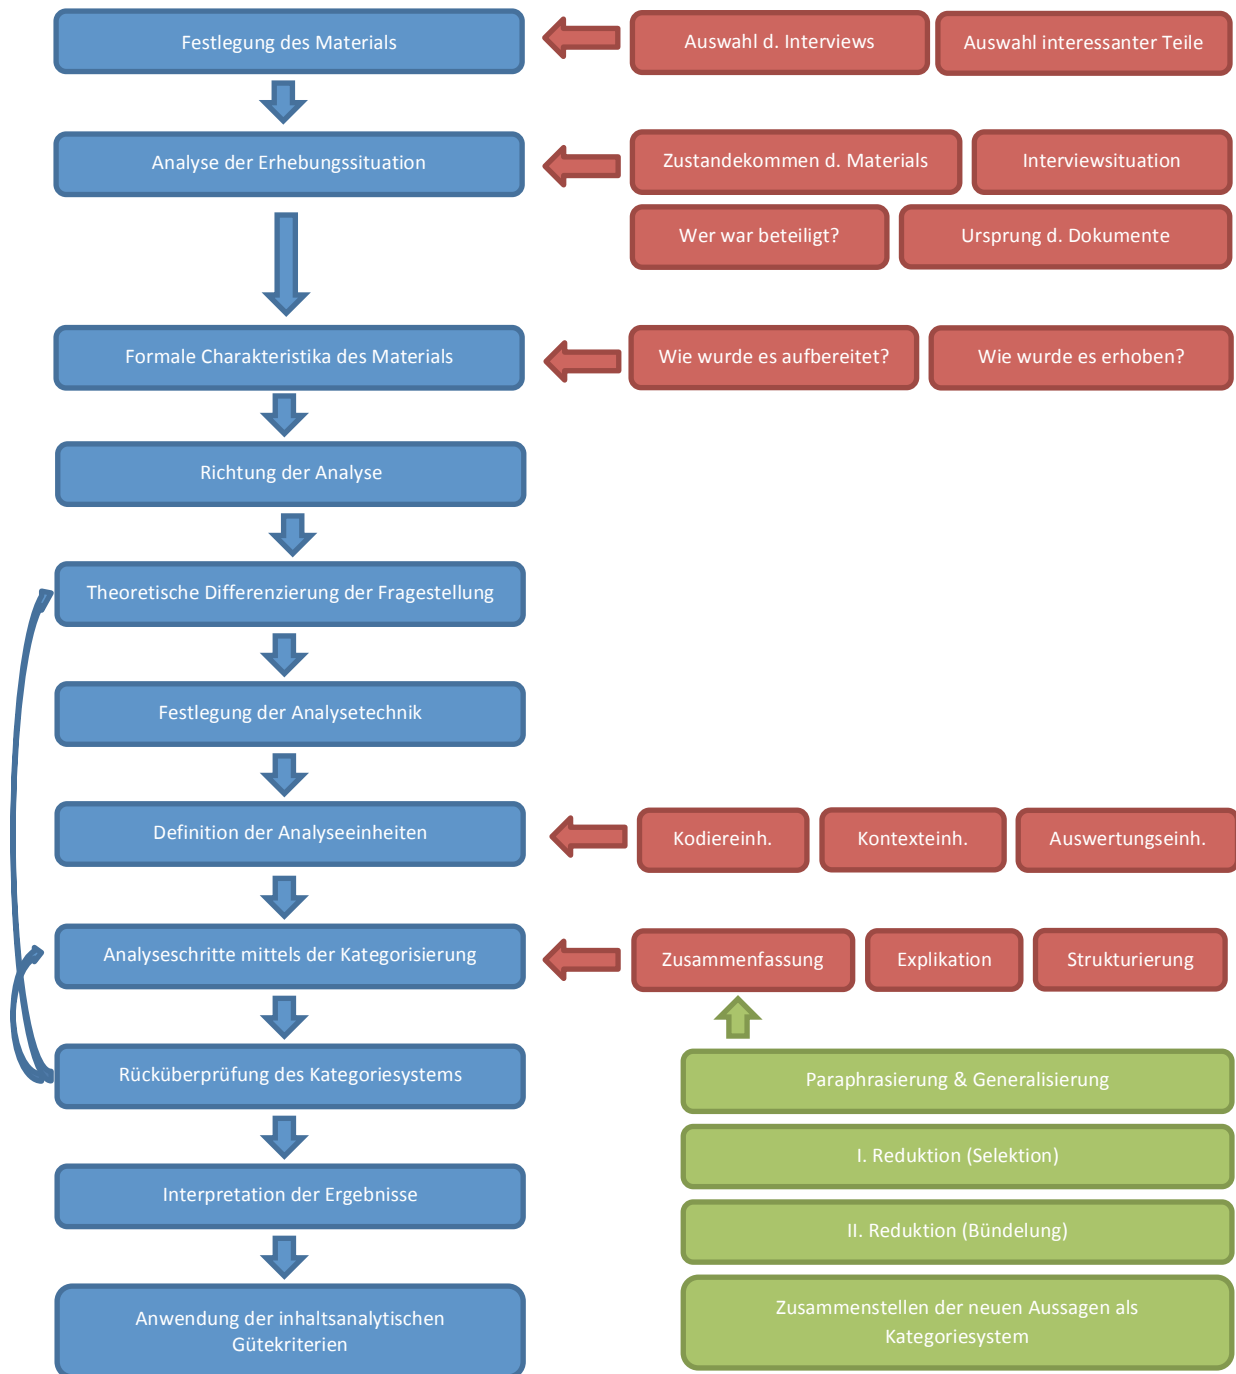 Festlegung des Materials
Auswahl d. Interviews
Auswahl interessanter Teile
Analyse der Erhebungssituation
Zustandekommen d. Materials
Interviewsituation
Wer war beteiligt?
Ursprung d. Dokumente
Formale Charakteristika des Materials
Wie wurde es aufbereitet?
Wie wurde es erhoben?
Richtung der Analyse
Theoretische Differenzierung der Fragestellung
Festlegung der Analysetechnik
Definition der Analyseeinheiten
Kodiereinh.
Kontexteinh.
Auswertungseinh.
Analyseschritte mittels der Kategorisierung
Zusammenfassung
Explikation
Strukturierung
Rücküberprüfung des Kategoriesystems
Paraphrasierung & Generalisierung
I. Reduktion (Selektion)
Interpretation der Ergebnisse
II. Reduktion (Bündelung)
Anwendung der inhaltsanalytischen
Gütekriterien
Zusammenstellen der neuen Aussagen als
Kategoriesystem